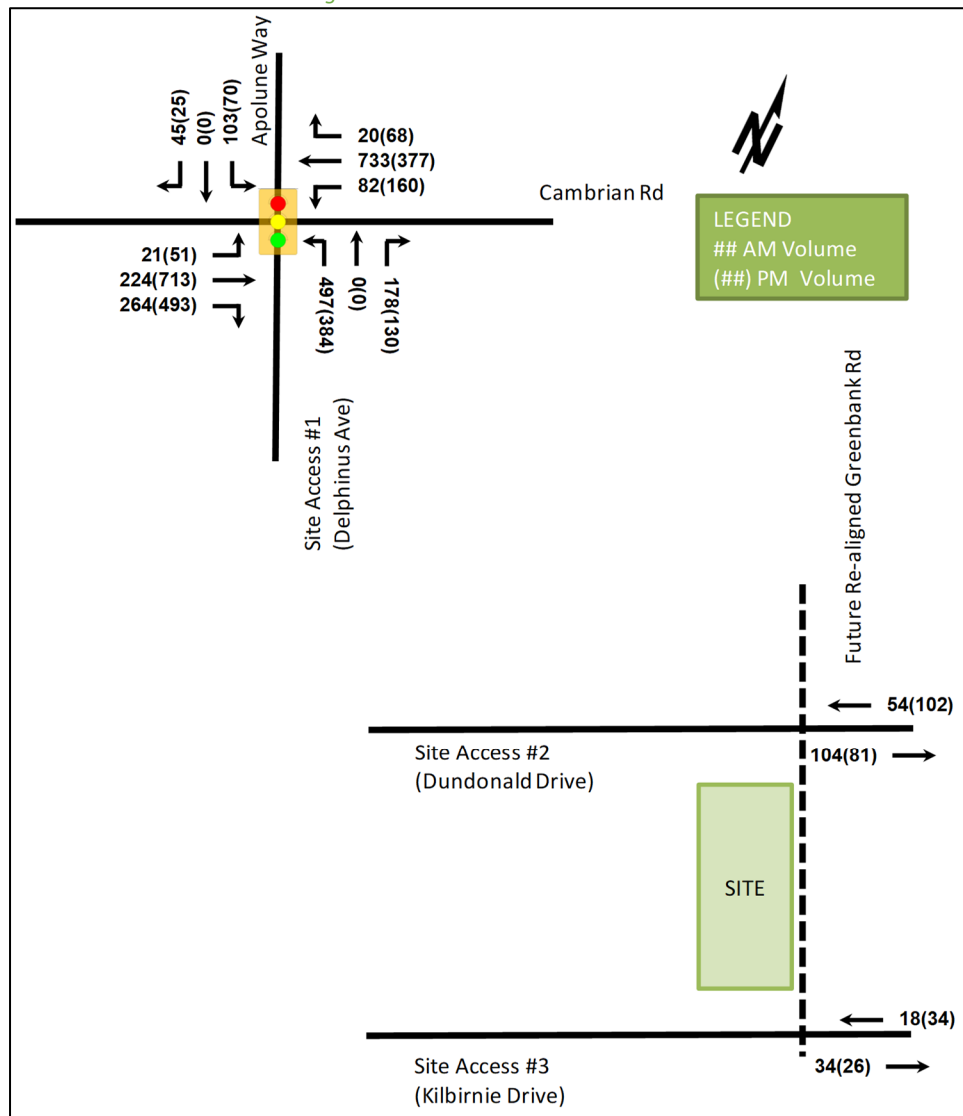 Apolune Way
45(25)
0(0)
103(70)
20(68)
733(377)
82(160)
Cambrian Rd
LEGEND
## AM Volume
(##) PM Volume
21(51)
224(713)
264(493)
497(384)
0(0)
178(130)
Site Access #1
(Delphinus Ave)
Future Re-aligned Greenbank Rd
54(102)
Site Access #2
(Dundonald Drive)
104(81)
SITE
18(34)
Site Access #3
(Kilbirnie Drive)
34(26)